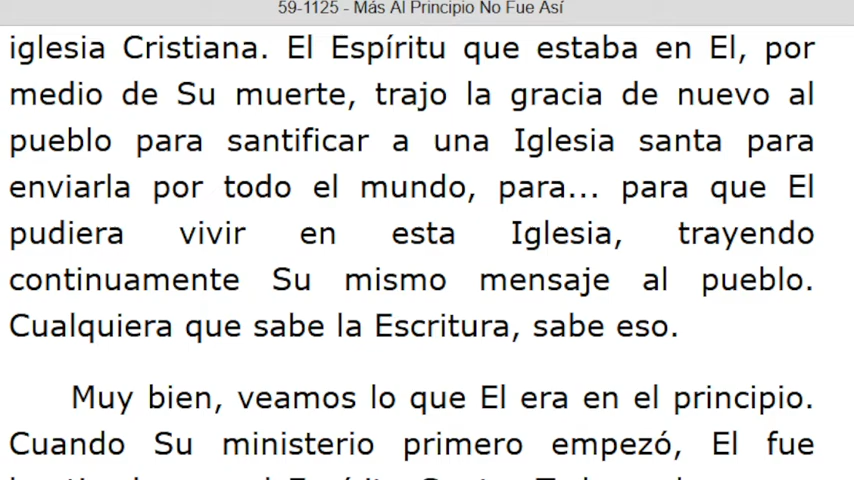 59-1125 - Más Al Principio No Fue Así
iglesia Cristiana. El Espíritu que estaba en El, por
medio de Su muerte, trajo la gracia de nuevo al
pueblo para santificar a una Iglesia santa para
enviarla por todo el mundo, para... para que El
pudiera vivir en esta Iglesia, trayendo
continuamente Su mismo mensaje al pueblo.
Cualquiera que sabe la Escritura, sabe eso.
Muy bien, veamos lo que El era en el principio.
Cuando Su ministerio primero empezó, El fue